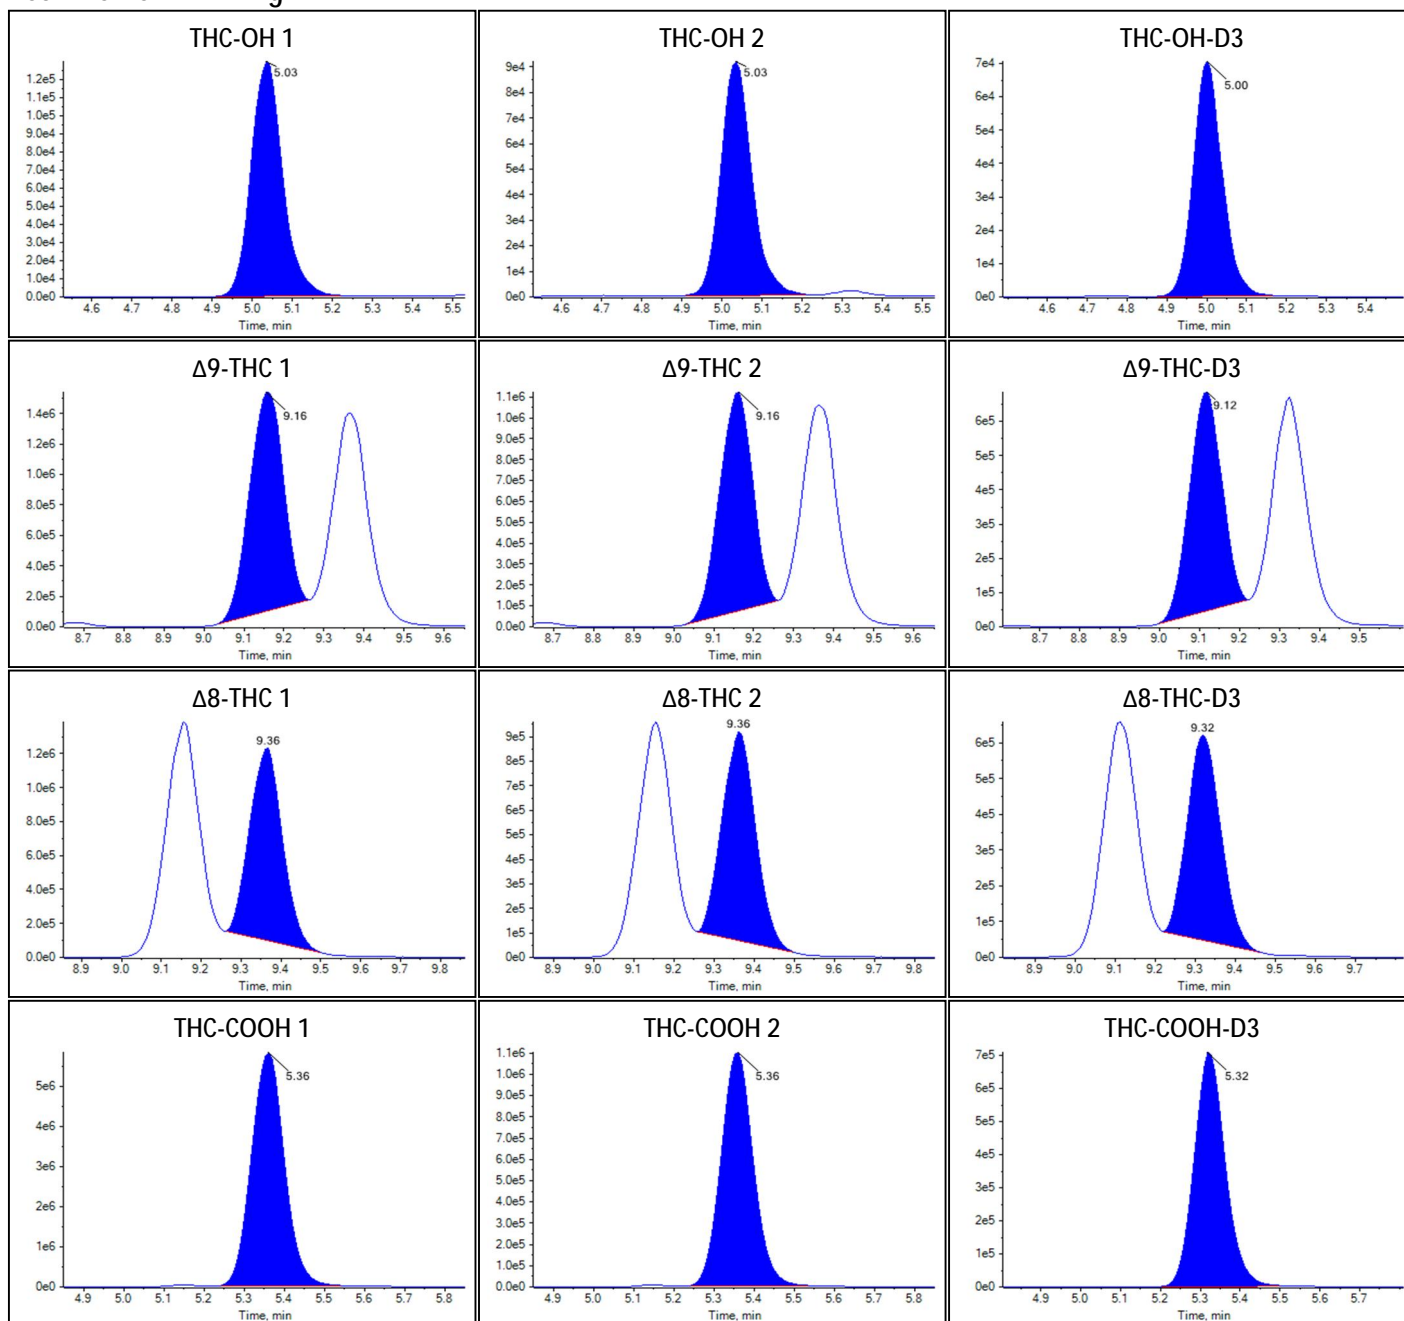 THC-OH 1
5.03
1.2e5
1.1e5
1.0e5
9.0e4
8.0e4
7.0e4
6.0e4
5.0e4
4.0e4
3.0e4
2.0e4
1.0e4
0.0e0
4.6 4.7 4.8 4.9 5.0 5.1 5.2 5.3 5.4 5.5
Time, min
THC-OH 2
5.03
9e4
8e4
7e4
6e4
5e4
4e4
3e4
2e4
1e4
0e0
4.6 4.7 4.8 4.9 5.0 5.1 5.2 5.3 5.4 5.5
Time, min
THC-OH-D3
5.00
7e4
6e4
5e4
4e4
3e4
2e4
1e4
0e0
4.6 4.7 4.8 4.9 5.0 5.1 5.2 5.3 5.4
Time, min
Δ9-THC 1
9.16
1.4e6
1.2e6
1.0e6
8.0e5
6.0e5
4.0e5
2.0e5
0.0e0
8.7 8.8 8.9 9.0 9.1 9.2 9.3 9.4 9.5 9.6
Time, min
Δ9-THC 2
9.16
1.1e6
1.0e6
9.0e5
8.0e5
7.0e5
6.0e5
5.0e5
4.0e5
3.0e5
2.0e5
1.0e5
0.0e0
8.7 8.8 8.9 9.0 9.1 9.2 9.3 9.4 9.5 9.6
Time, min
Δ9-THC-D3
9.12
6e5
5e5
4e5
3e5
2e5
1e5
0e0
8.7 8.8 8.9 9.0 9.1 9.2 9.3 9.4 9.5
Time, min
Δ8-THC 1
9.36
1.2e6
1.0e6
8.0e5
6.0e5
4.0e5
2.0e5
0.0e0
8.9 9.0 9.1 9.2 9.3 9.4 9.5 9.6 9.7 9.8
Time, min
Δ8-THC 2
9.36
9e5
8e5
7e5
6e5
5e5
4e5
3e5
2e5
1e5
0e0
8.9 9.0 9.1 9.2 9.3 9.4 9.5 9.6 9.7 9.8
Time, min
Δ8-THC-D3
9.32
6e5
5e5
4e5
3e5
2e5
1e5
0e0
8.9 9.0 9.1 9.2 9.3 9.4 9.5 9.6 9.7
Time, min
THC-COOH 1
5.36
5e6
4e6
3e6
2e6
1e6
0e0
4.9 5.0 5.1 5.2 5.3 5.4 5.5 5.6 5.7 5.8
Time, min
THC-COOH 2
5.36
1.1e6
1.0e6
9.0e5
8.0e5
7.0e5
6.0e5
5.0e5
4.0e5
3.0e5
2.0e5
1.0e5
0.0e0
4.9 5.0 5.1 5.2 5.3 5.4 5.5 5.6 5.7 5.8
Time, min
THC-COOH-D3
5.32
7e5
6e5
5e5
4e5
3e5
2e5
1e5
0e0
4.9 5.0 5.1 5.2 5.3 5.4 5.5 5.6 5.7
Time, min